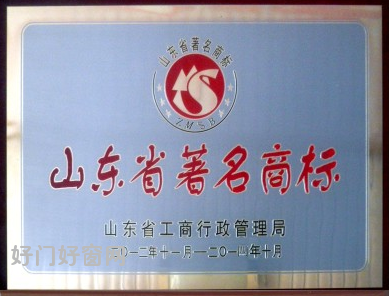 山东省著名商标
ZMSB
山东省著名商标
山东省工商行政管理局
二〇一二年十一月——二〇一四年十月
好门好窗网